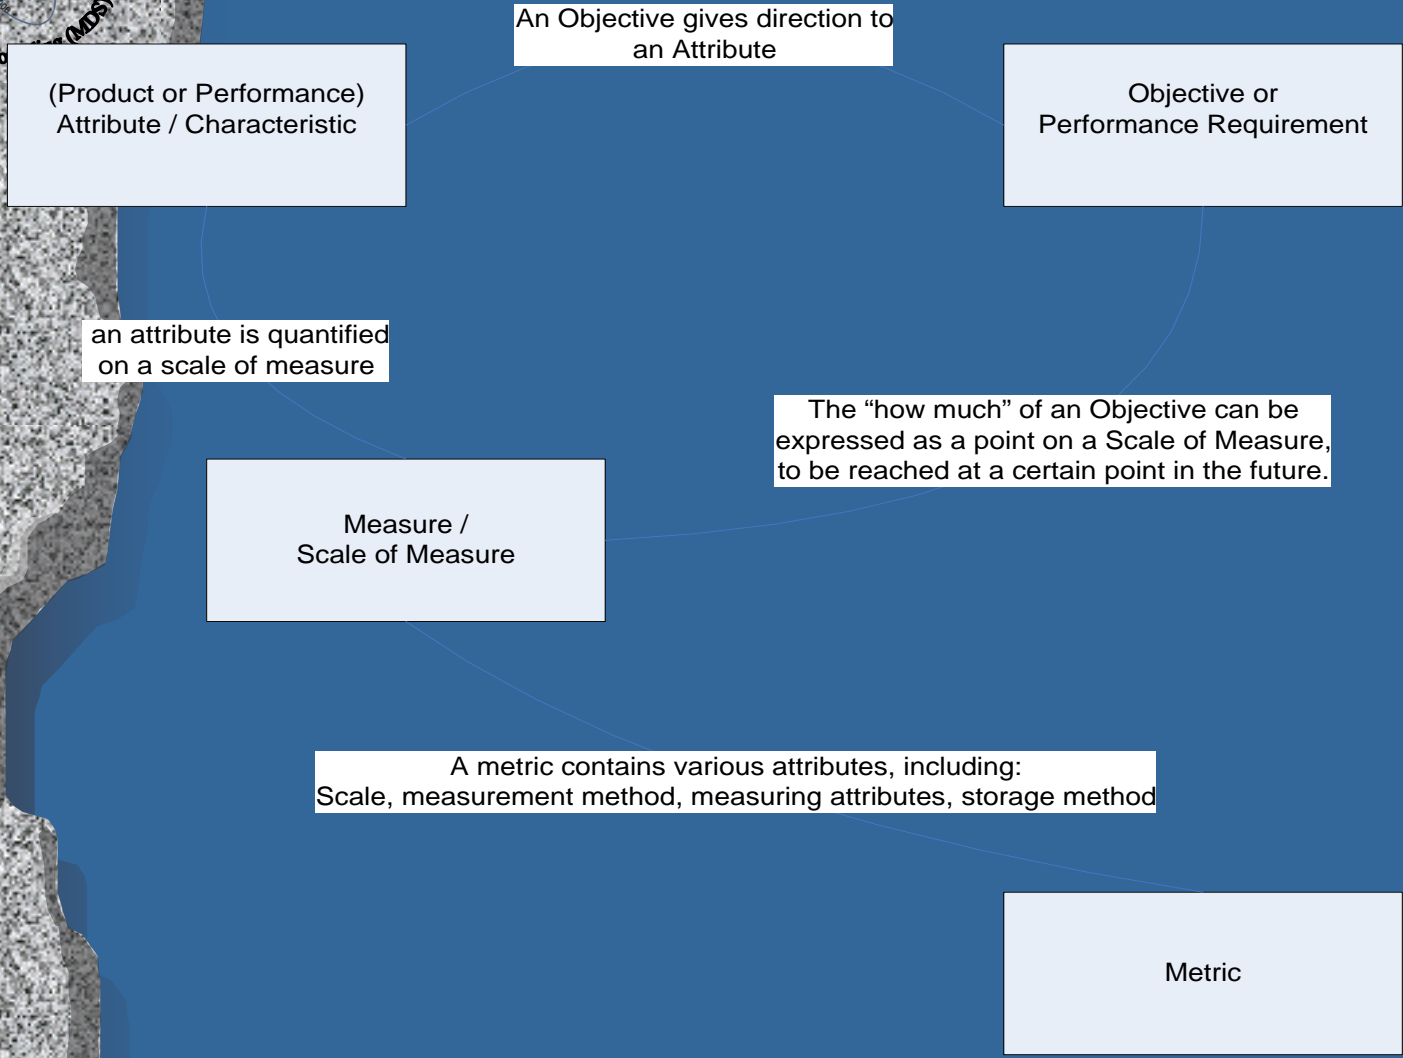 (MDS)
An Objective gives direction to
an Attribute
(Product or Performance)
Attribute / Characteristic
Objective or
Performance Requirement
an attribute is quantified
on a scale of measure
The “how much” of an Objective can be
expressed as a point on a Scale of Measure,
to be reached at a certain point in the future.
Measure /
Scale of Measure
A metric contains various attributes, including:
Scale, measurement method, measuring attributes, storage method
Metric